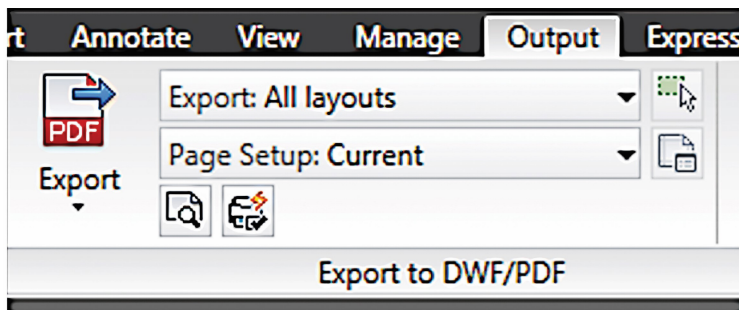 rt Annotate View Manage Output Express
PDF Export: All layouts
Page Setup: Current
Export
Export to DWF/PDF